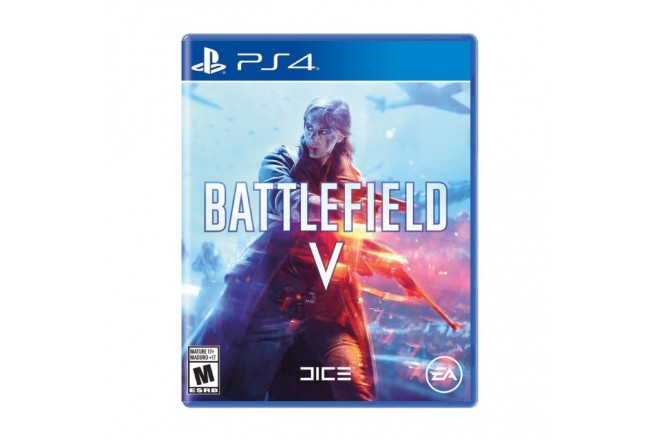 PS4
BATTLEFIELD
V
MATURE 17+
MADURO +17
M
ESRB
DICE
EA